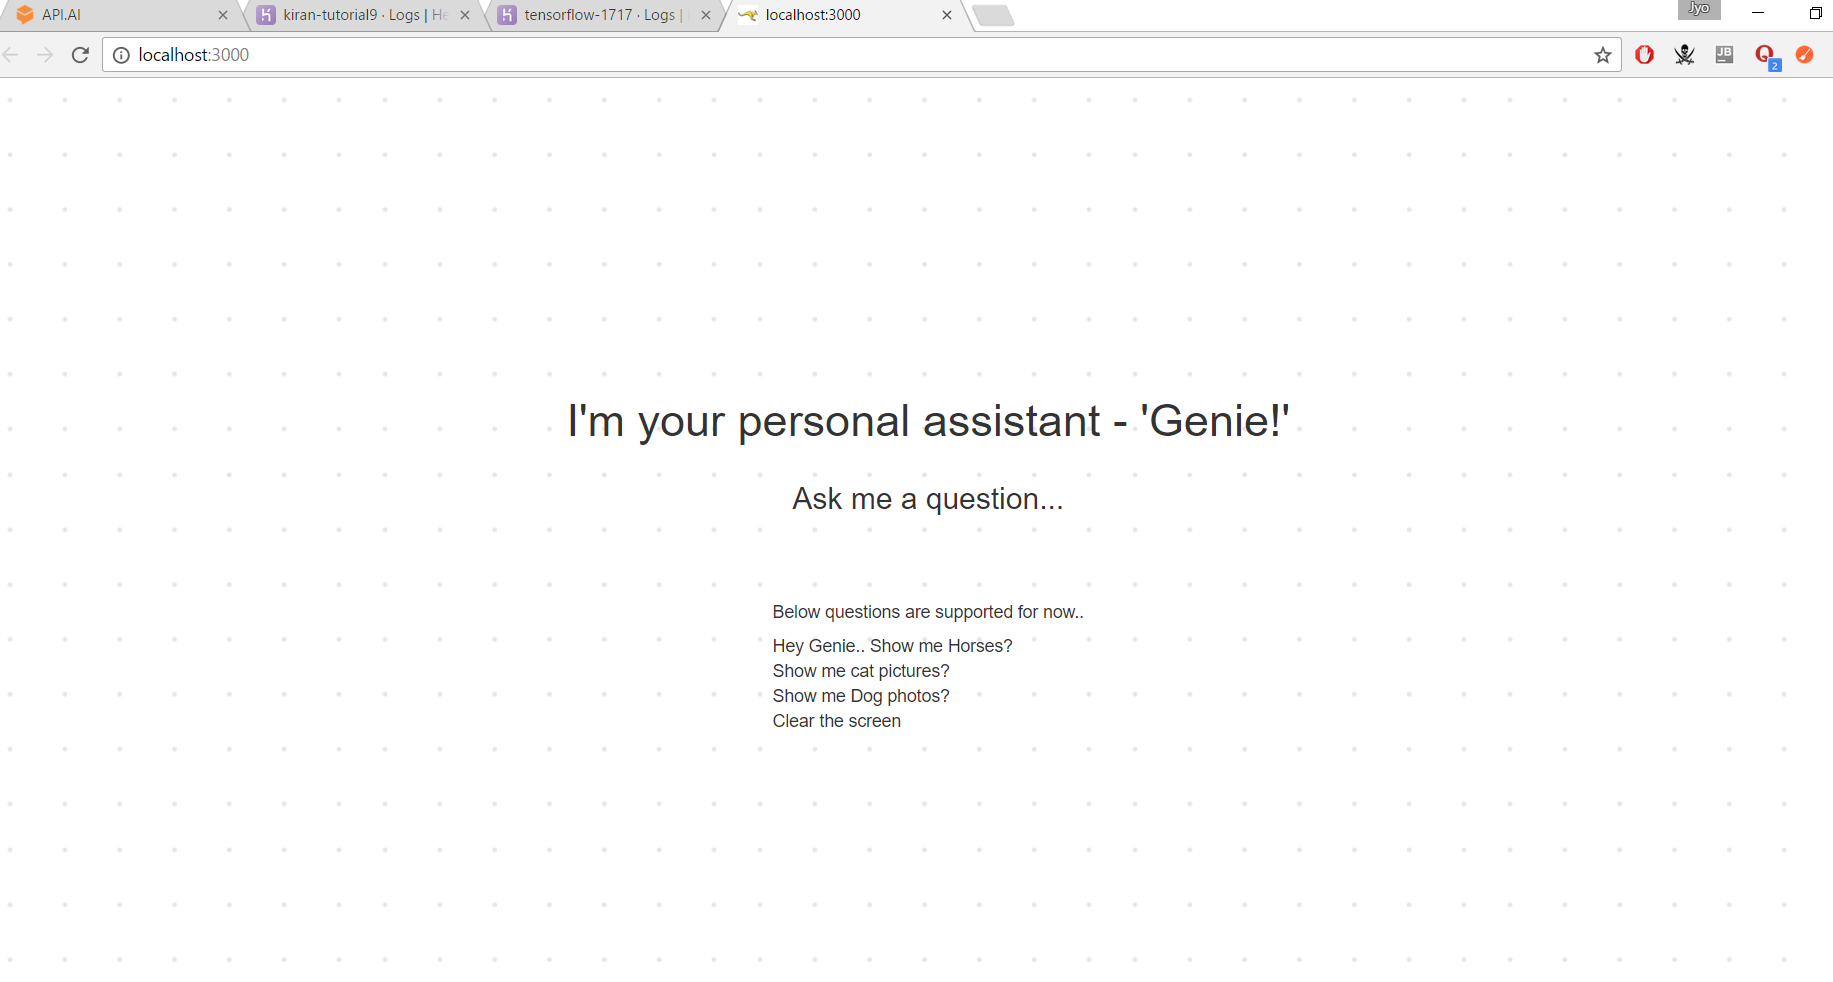 API.AI
kiran-tutorial9 · Logs | He
tensorflow-1717 · Logs |
localhost:3000
Jyo
localhost:3000
JB
2
I'm your personal assistant - 'Genie!'
Ask me a question...
Below questions are supported for now..
Hey Genie.. Show me Horses?
Show me cat pictures?
Show me Dog photos?
Clear the screen